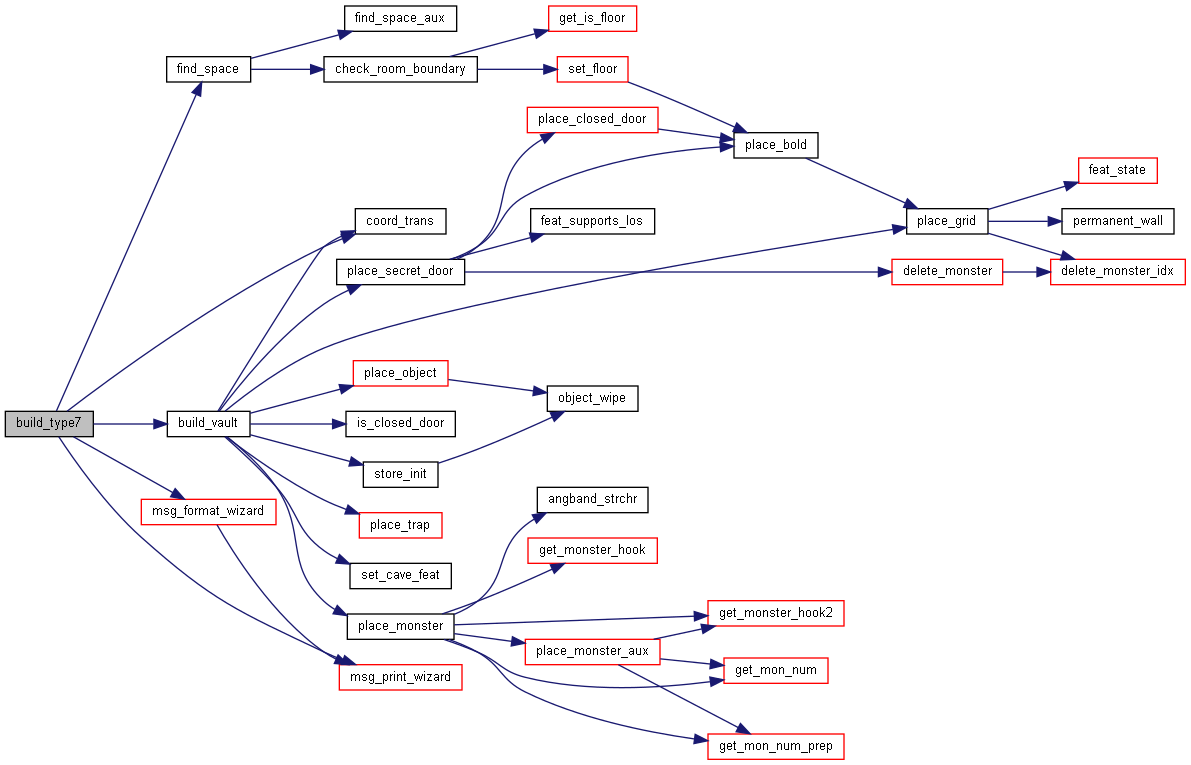 find_space_aux
get_is_floor
find_space
check_room_boundary
set_floor
place_closed_door
place_bold
feat_state
coord_trans
feat_supports_los
place_grid
permanent_wall
place_secret_door
delete_monster
delete_monster_idx
place_object
object_wipe
build_type7
build_vault
is_closed_door
store_init
angband_strchr
msg_format_wizard
place_trap
get_monster_hook
set_cave_feat
place_monster
get_monster_hook2
place_monster_aux
get_mon_num
msg_print_wizard
get_mon_num_prep